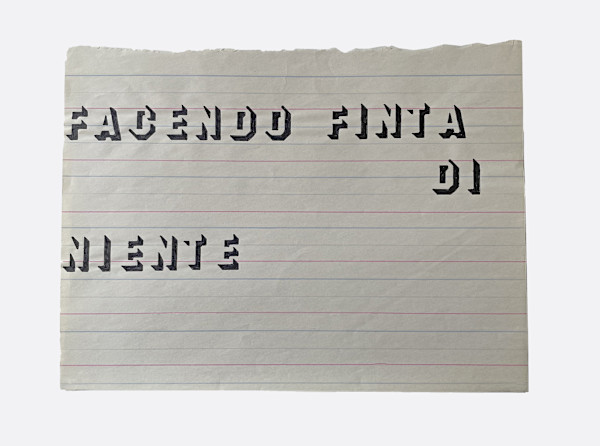 FACENDO FINTA
DI
NIENTE